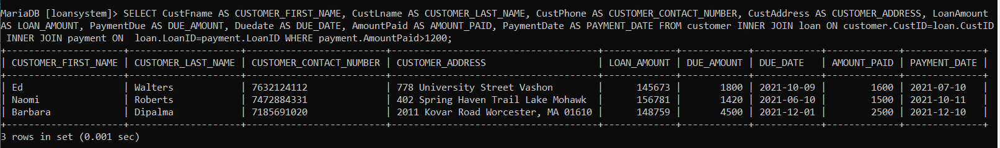 MariaDB [loansystem]> SELECT CustFname AS CUSTOMER_FIRST_NAME, CustLname AS CUSTOMER_LAST_NAME, CustPhone AS CUSTOMER_CONTACT_NUMBER, CustAddress AS CUSTOMER_ADDRESS, LoanAmount
AS LOAN_AMOUNT, PaymentDue AS DUE_AMOUNT, Duedate AS DUE_DATE, AmountPaid AS AMOUNT_PAID, PaymentDate AS PAYMENT_DATE FROM customer INNER JOIN loan ON customer.CustID=loan.CustID
INNER JOIN payment ON  loan.LoanID=payment.LoanID WHERE payment.AmountPaid>1200;
+---------------------+--------------------+-------------------------+-------------------------------------+-------------+------------+------------+-------------+--------------+
| CUSTOMER_FIRST_NAME | CUSTOMER_LAST_NAME | CUSTOMER_CONTACT_NUMBER | CUSTOMER_ADDRESS                    | LOAN_AMOUNT | DUE_AMOUNT | DUE_DATE   | AMOUNT_PAID | PAYMENT_DATE |
+---------------------+--------------------+-------------------------+-------------------------------------+-------------+------------+------------+-------------+--------------+
| Ed                  | Walters            | 7632124112              | 778 University Street Vashon        |      145673 |       1800 | 2021-10-09 |        1600 | 2021-07-10   |
| Naomi               | Roberts            | 7472884331              | 402 Spring Haven Trail Lake Mohawk  |      156781 |       1420 | 2021-06-10 |        1500 | 2021-10-11   |
| Barbara             | Dipalma            | 7185691020              | 2011 Kovar Road Worcester, MA 01610 |      148759 |       4500 | 2021-12-01 |        2500 | 2021-12-10   |
+---------------------+--------------------+-------------------------+-------------------------------------+-------------+------------+------------+-------------+--------------+
3 rows in set (0.001 sec)